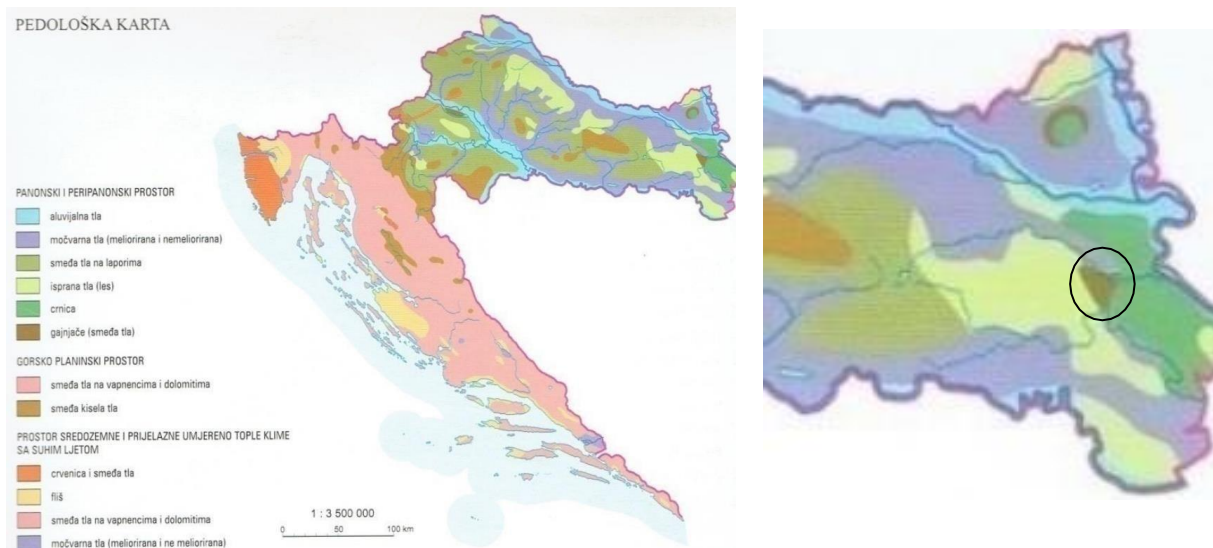 PEDOLOŠKA KARTA
PANONSKI I PERIPANONSKI PROSTOR
aluvijalna tla
močvarna tla (meliorirana i nemeliorirana)
smeđa tla na laporima
isprana tla (les)
crnica
gajnjače (smeđa tla)
GORSKO PLANINSKI PROSTOR
smeđa tla na vapnencima i dolomitima
smeđa kisela tla
PROSTOR SREDOZEMNE I PRIJELAZNE UMJERENO TOPLE KLIME
SA SUHIM LJETOM
crvenica i smeđa tla
fliš
smeđa tla na vapnencima i dolomitima
močvarna tla (meliorirana i ne meliorirana)
1 : 3 500 000
0 50 100 km